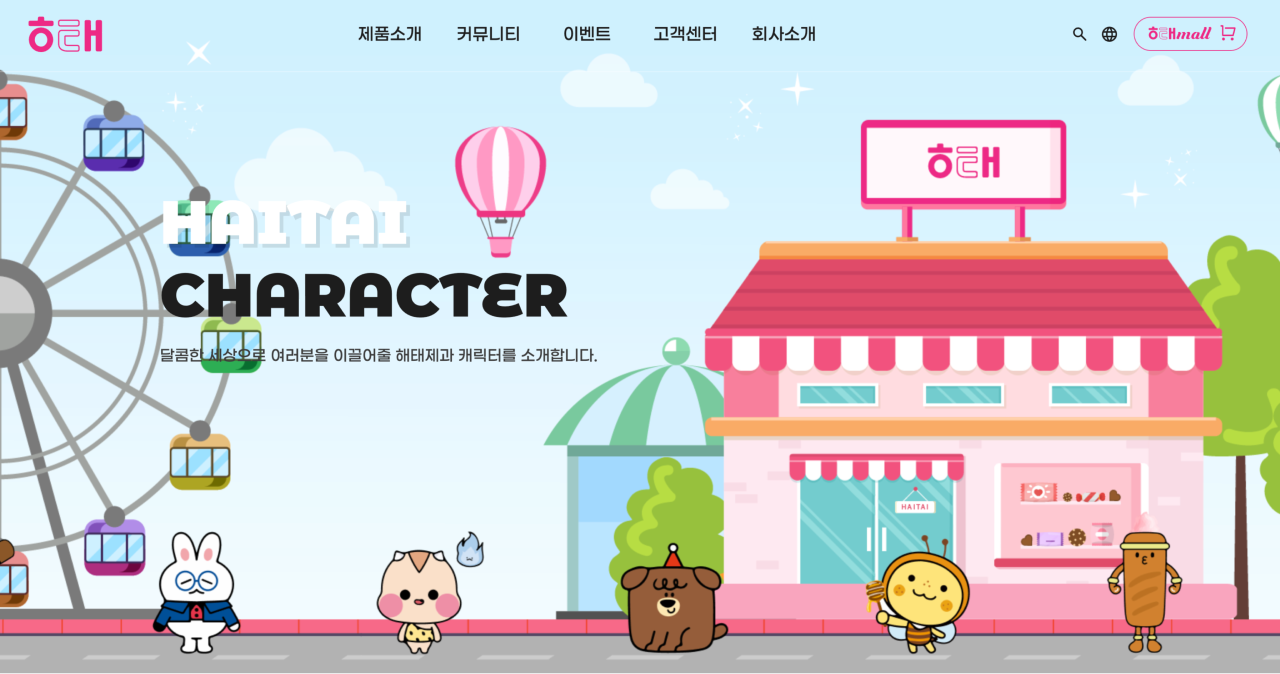 해태
제품소개 커뮤니티 이벤트 고객센터 회사소개
해태mall
해태
HAITAI
CHARACTER
달콤한 세상으로 여러분을 이끌어줄 해태제과 캐릭터를 소개합니다.
HAITAI